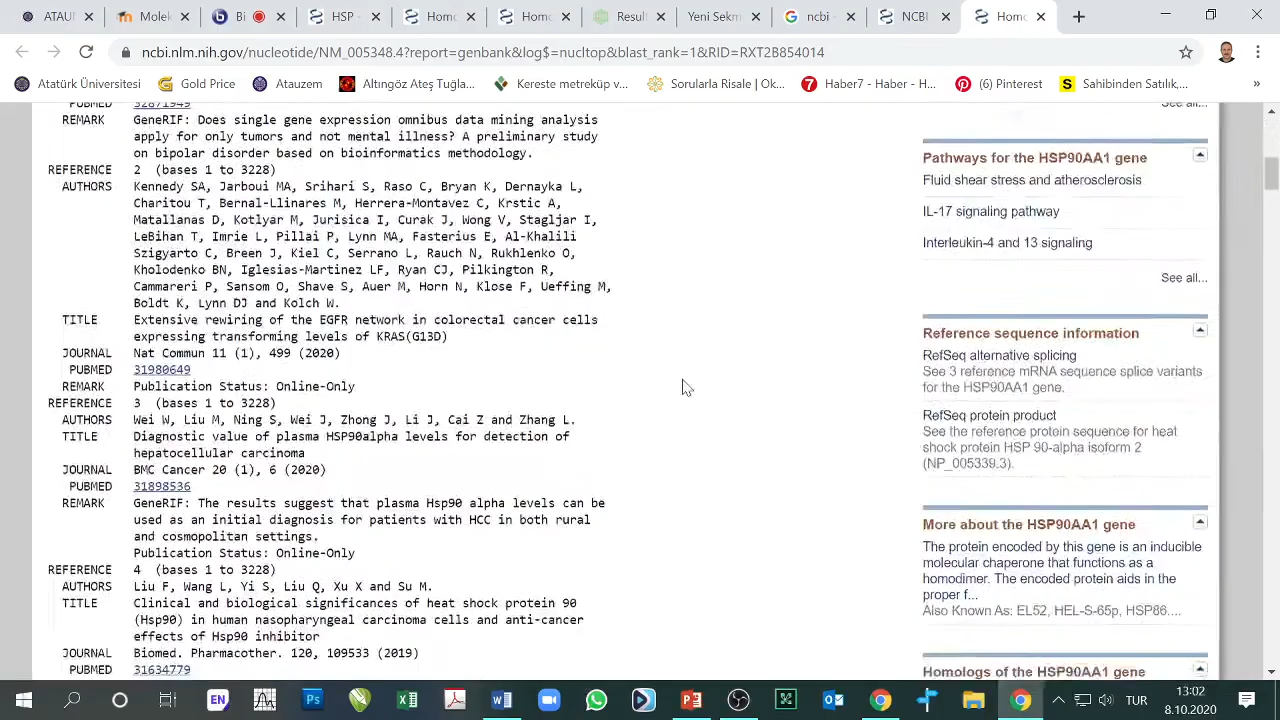 ATAUI
Molek
Bi
HSP -
Homo
Homo
Resul
Yeni Sekm
ncbi -
NCBI
Homo
ncbi.nlm.nih.gov/nucleotide/NM_005348.4?report=genbank&log$=nucltop&blast_rank=1&RID=RXT2B854014
Atatürk Üniversitesi
Gold Price
Atauzem
Altıngöz Ateş Tuğla...
Kereste metreküp v...
Sorularla Risale | Ok...
Haber7 - Haber - H...
(6) Pinterest
Sahibinden Satılık,...
»
PUBMED 32871949
REMARK GeneRIF: Does single gene expression omnibus data mining analysis
apply for only tumors and not mental illness? A preliminary study
on bipolar disorder based on bioinformatics methodology.
REFERENCE 2 (bases 1 to 3228)
AUTHORS Kennedy SA, Jarboui MA, Srihari S, Raso C, Bryan K, Dernayka L,
Charitou T, Bernal-Llinares M, Herrera-Montavez C, Krstic A,
Matallanas D, Kotlyar M, Jurisica I, Curak J, Wong V, Stagljar I,
LeBihan T, Imrie L, Pillai P, Lynn MA, Fasterius E, Al-Khalili
Szigyarto C, Breen J, Kiel C, Serrano L, Rauch N, Rukhlenko O,
Kholodenko BN, Iglesias-Martinez LF, Ryan CJ, Pilkington R,
Cammareri P, Sansom O, Shave S, Auer M, Horn N, Klose F, Ueffing M,
Boldt K, Lynn DJ and Kolch W.
TITLE Extensive rewiring of the EGFR network in colorectal cancer cells
expressing transforming levels of KRAS(G13D)
JOURNAL Nat Commun 11 (1), 499 (2020)
PUBMED 31980649
REMARK Publication Status: Online-Only
REFERENCE 3 (bases 1 to 3228)
AUTHORS Wei W, Liu M, Ning S, Wei J, Zhong J, Li J, Cai Z and Zhang L.
TITLE Diagnostic value of plasma HSP90alpha levels for detection of
hepatocellular carcinoma
JOURNAL BMC Cancer 20 (1), 6 (2020)
PUBMED 31898536
REMARK GeneRIF: The results suggest that plasma Hsp90 alpha levels can be
used as an initial diagnosis for patients with HCC in both rural
and cosmopolitan settings.
Publication Status: Online-Only
REFERENCE 4 (bases 1 to 3228)
AUTHORS Liu F, Wang L, Yi S, Liu Q, Xu X and Su M.
TITLE Clinical and biological significances of heat shock protein 90
(Hsp90) in human nasopharyngeal carcinoma cells and anti-cancer
effects of Hsp90 inhibitor
JOURNAL Biomed. Pharmacother. 120, 109533 (2019)
PUBMED 31634779
See all...
Pathways for the HSP90AA1 gene
Fluid shear stress and atherosclerosis
IL-17 signaling pathway
Interleukin-4 and 13 signaling
See all...
Reference sequence information
RefSeq alternative splicing
See 3 reference mRNA sequence splice variants
for the HSP90AA1 gene.
RefSeq protein product
See the reference protein sequence for heat
shock protein HSP 90-alpha isoform 2
(NP_005339.3).
More about the HSP90AA1 gene
The protein encoded by this gene is an inducible
molecular chaperone that functions as a
homodimer. The encoded protein aids in the
proper f...
Also Known As: EL52, HEL-S-65p, HSP86....
Homologs of the HSP90AA1 gene
EN
Ps
TUR
13:02
8.10.2020